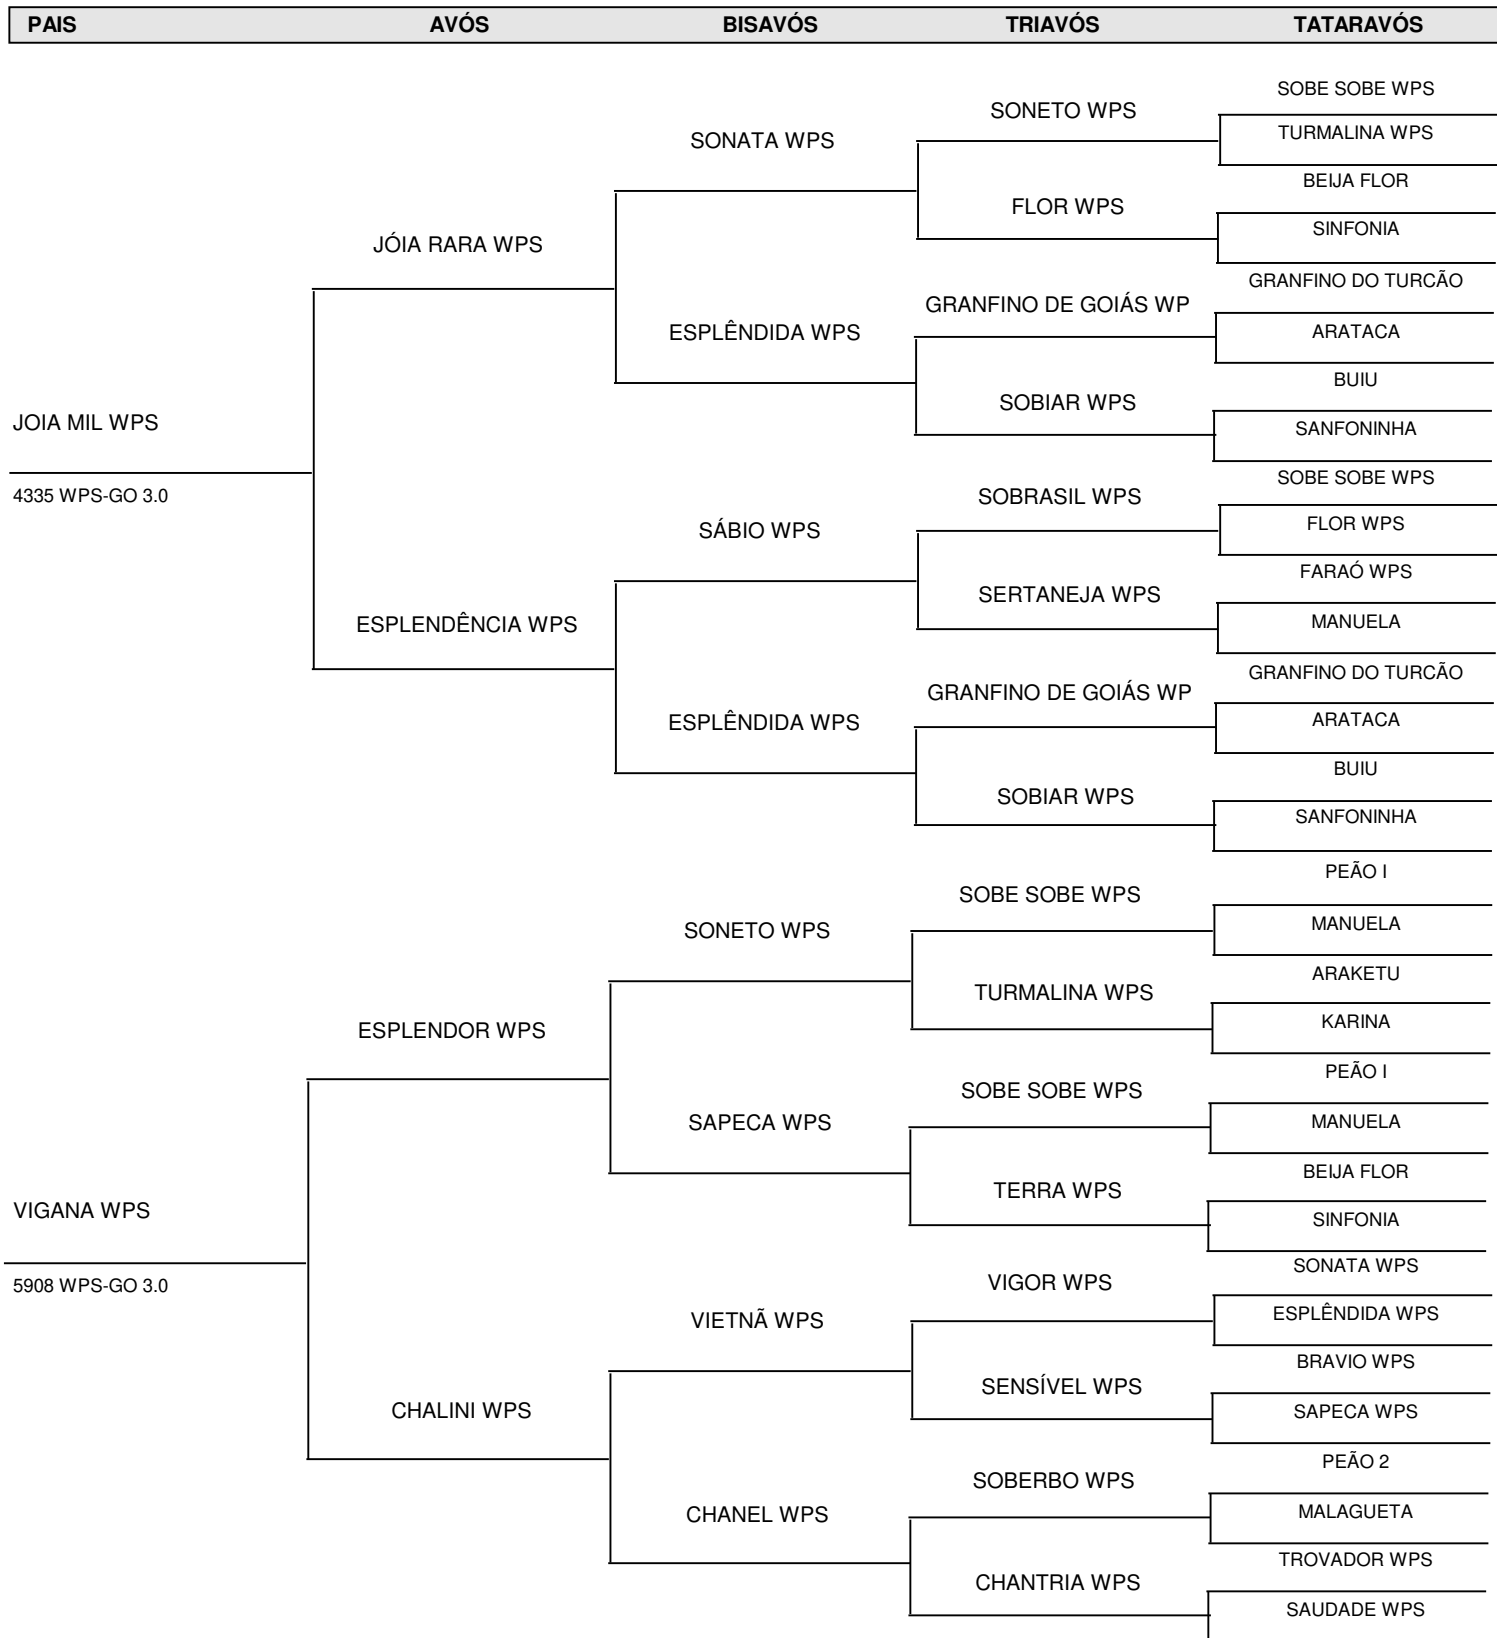 PAIS AVÓS BISAVÓS TRIAVÓS TATARAVÓS
SOBE SOBE WPS
SONETO WPS
TURMALINA WPS
SONATA WPS
BEIJA FLOR
FLOR WPS
SINFONIA
JÓIA RARA WPS
GRANFINO DO TURCÃO
GRANFINO DE GOIÁS WP
ARATACA
ESPLÊNDIDA WPS
BUIU
SOBIAR WPS
SANFONINHA
JOIA MIL WPS
4335 WPS-GO 3.0
SOBE SOBE WPS
SOBRASIL WPS
FLOR WPS
SÁBIO WPS
FARAÓ WPS
SERTANEJA WPS
MANUELA
ESPLENDÊNCIA WPS
GRANFINO DO TURCÃO
GRANFINO DE GOIÁS WP
ARATACA
ESPLÊNDIDA WPS
BUIU
SOBIAR WPS
SANFONINHA
PEÃO I
SOBE SOBE WPS
MANUELA
SONETO WPS
ARAKETU
TURMALINA WPS
KARINA
ESPLENDOR WPS
PEÃO I
SOBE SOBE WPS
MANUELA
SAPECA WPS
BEIJA FLOR
TERRA WPS
SINFONIA
VIGANA WPS
5908 WPS-GO 3.0
SONATA WPS
VIGOR WPS
ESPLÊNDIDA WPS
VIETNÃ WPS
BRAVIO WPS
SENSÍVEL WPS
SAPECA WPS
CHALINI WPS
PEÃO 2
SOBERBO WPS
MALAGUETA
CHANEL WPS
TROVADOR WPS
CHANTRIA WPS
SAUDADE WPS